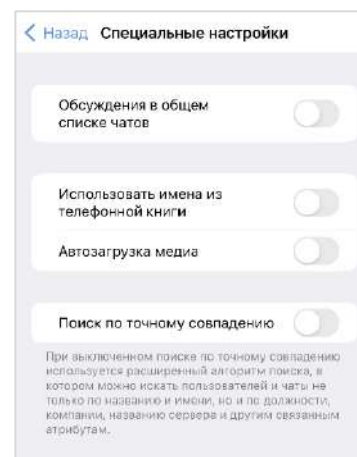 Назад Специальные настройки
Обсуждения в общем
списке чатов
Использовать имена из
телефонной книги
Автозагрузка медиа
Поиск по точному совпадению
При выключенном поиске по точному совпадению
используется расширенный алгоритм поиска, в
котором можно искать пользователей и чаты не
только по названию и имени, но и по должности,
компании, названию сервера и другим связанным
атрибутам.